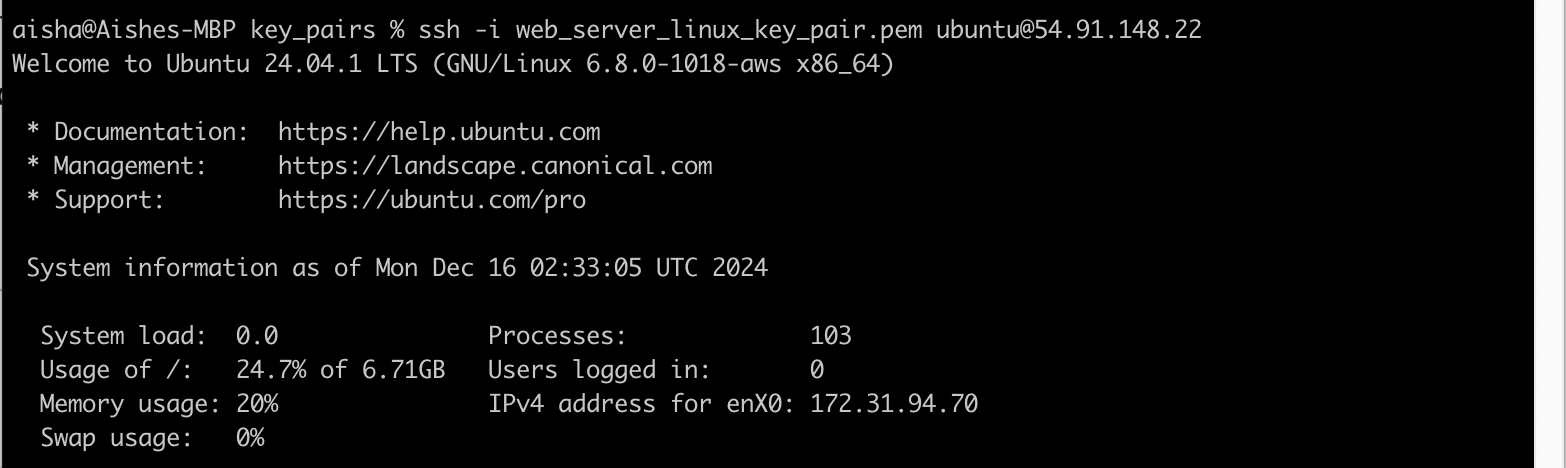 aisha@Aishes-MBP key_pairs % ssh -i web_server_linux_key_pair.pem ubuntu@54.91.148.22
Welcome to Ubuntu 24.04.1 LTS (GNU/Linux 6.8.0-1018-aws x86_64)

 * Documentation:  https://help.ubuntu.com
 * Management:     https://landscape.canonical.com
 * Support:        https://ubuntu.com/pro

 System information as of Mon Dec 16 02:33:05 UTC 2024

  System load:  0.0               Processes:             103
  Usage of /:   24.7% of 6.71GB   Users logged in:       0
  Memory usage: 20%               IPv4 address for enX0: 172.31.94.70
  Swap usage:   0%